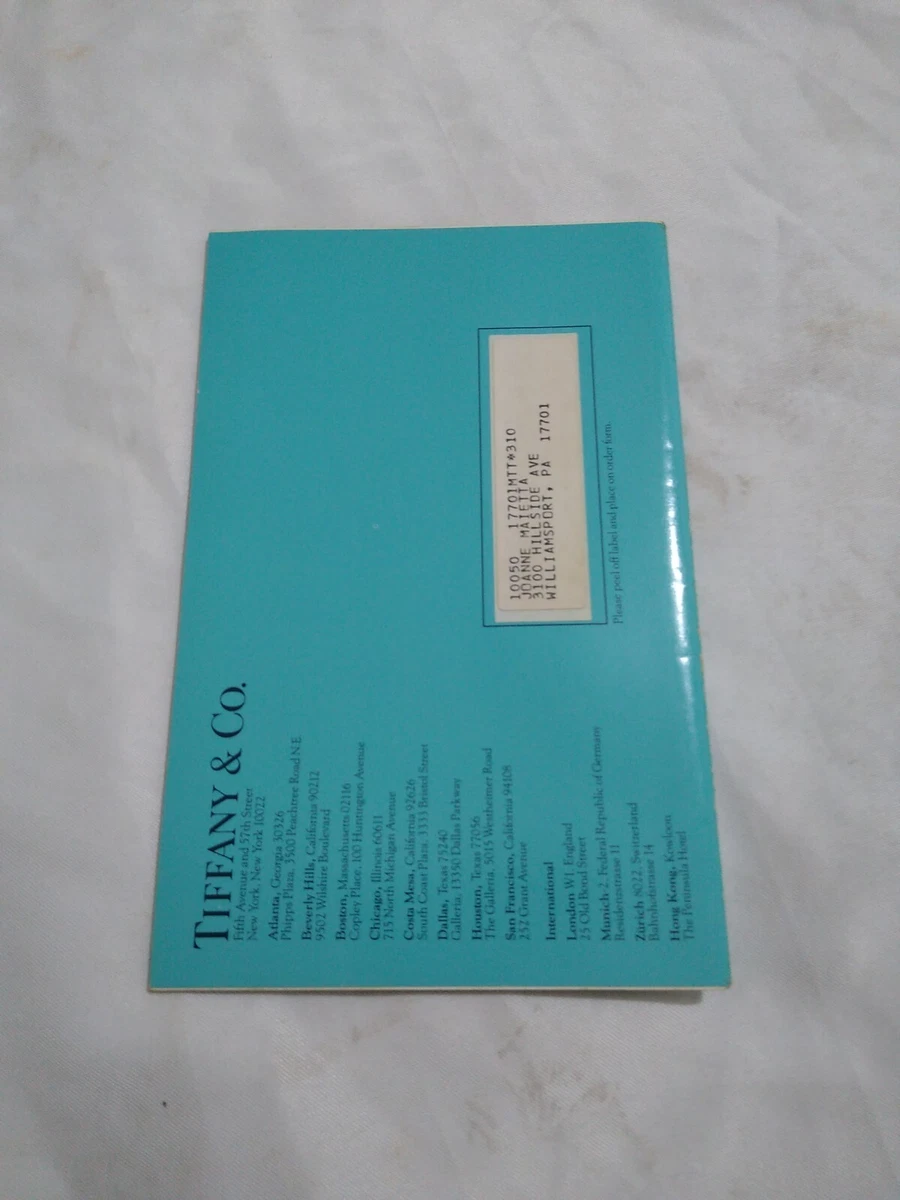 TIFFANY & CO.
Fifth Avenue and 57th Street
New York, New York 10022
Atlanta, Georgia 30326
Phipps Plaza, 3500 Peachtree Road N.E.
Beverly Hills, California 90212
9502 Wilshire Boulevard
Boston, Massachusetts 02116
Copley Place, 100 Huntington Avenue
Chicago, Illinois 60611
715 North Michigan Avenue
Costa Mesa, California 92626
South Coast Plaza, 3333 Bristol Street
Dallas, Texas 75240
Galleria, 13350 Dallas Parkway
Houston, Texas 77056
The Galleria, 5015 Westheimer Road
San Francisco, California 94108
252 Grant Avenue
International
London W1, England
25 Old Bond Street
Munich 2, Federal Republic of Germany
Residenzstrasse 11
Zürich 8022, Switzerland
Bahnhofstrasse 14
Hong Kong, Kowloon
The Peninsula Hotel
10050 17701MTT*310
JOANNE MAIETTA
3100 HILLSIDE AVE
WILLIAMSPORT, PA 17701
Please peel off label and place on order form.